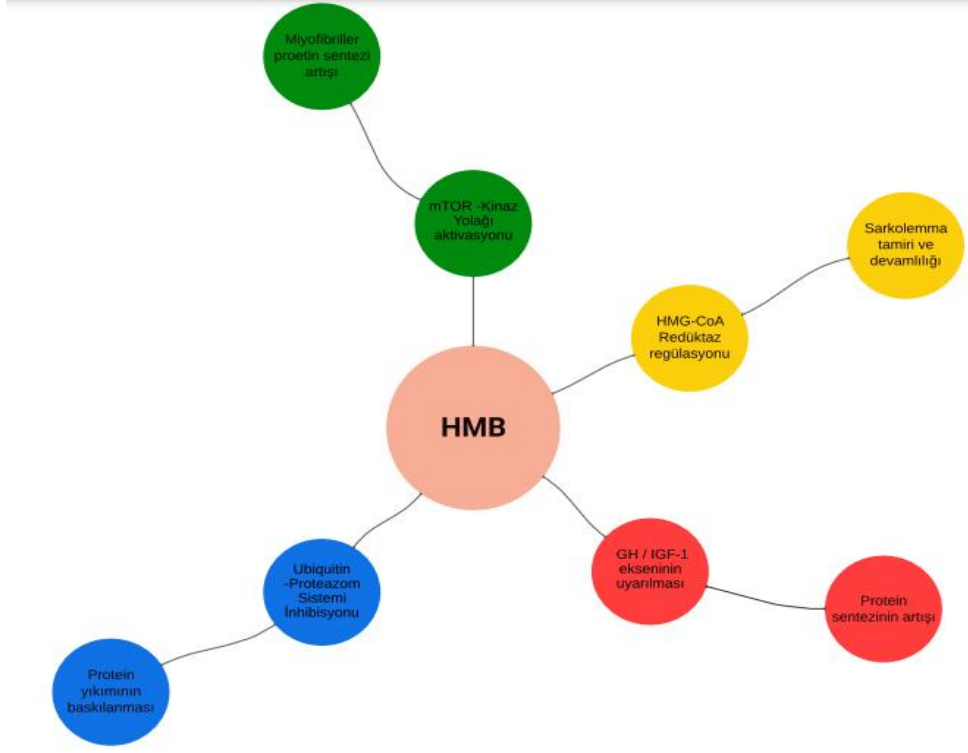 Miyofibriller
proetin sentezi
artışı
mTOR -Kinaz
Yolağı
aktivasyonu
Sarkolemma
tamiri ve
devamlılığı
HMG-CoA
Redüktaz
regülasyonu
HMB
GH / IGF-1
ekseninin
uyarılması
Protein
sentezinin artışı
Ubiquitin
-Proteazom
Sistemi
İnhibisyonu
Protein
yıkımının
baskılanması